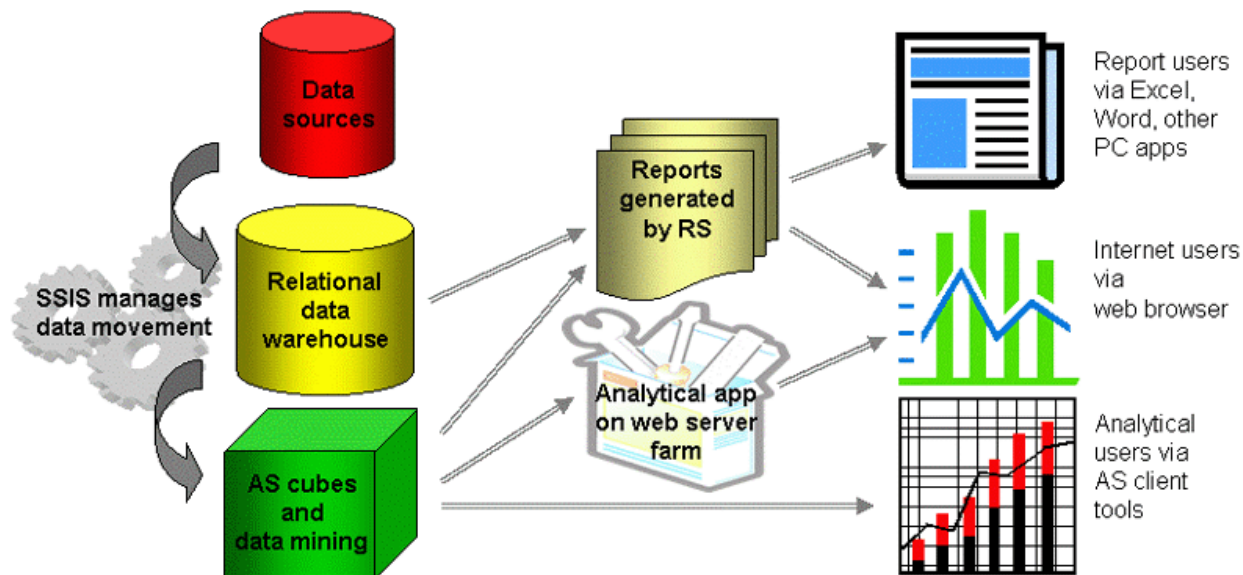 Data
sources
SSIS manages
data movement
Relational
data
warehouse
AS cubes
and
data mining
Reports
generated
by RS
Analytical app
on web server
farm
Report users
via Excel,
Word, other
PC apps
Internet users
via
web browser
Analytical
users via
AS client
tools